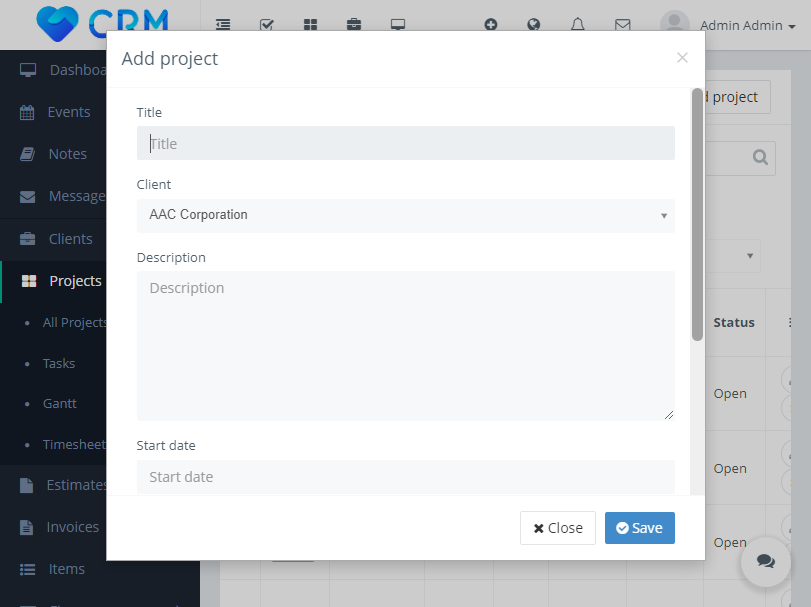 CRM
Admin Admin
Dashboa
Events
Notes
Message
Clients
Projects
All Projects
Tasks
Gantt
Timesheet
Estimates
Invoices
Items
Add project
×
Title
Title
Client
AAC Corporation
Description
Description
Start date
Start date
Close
Save
d project
Status
Open
Open
Open